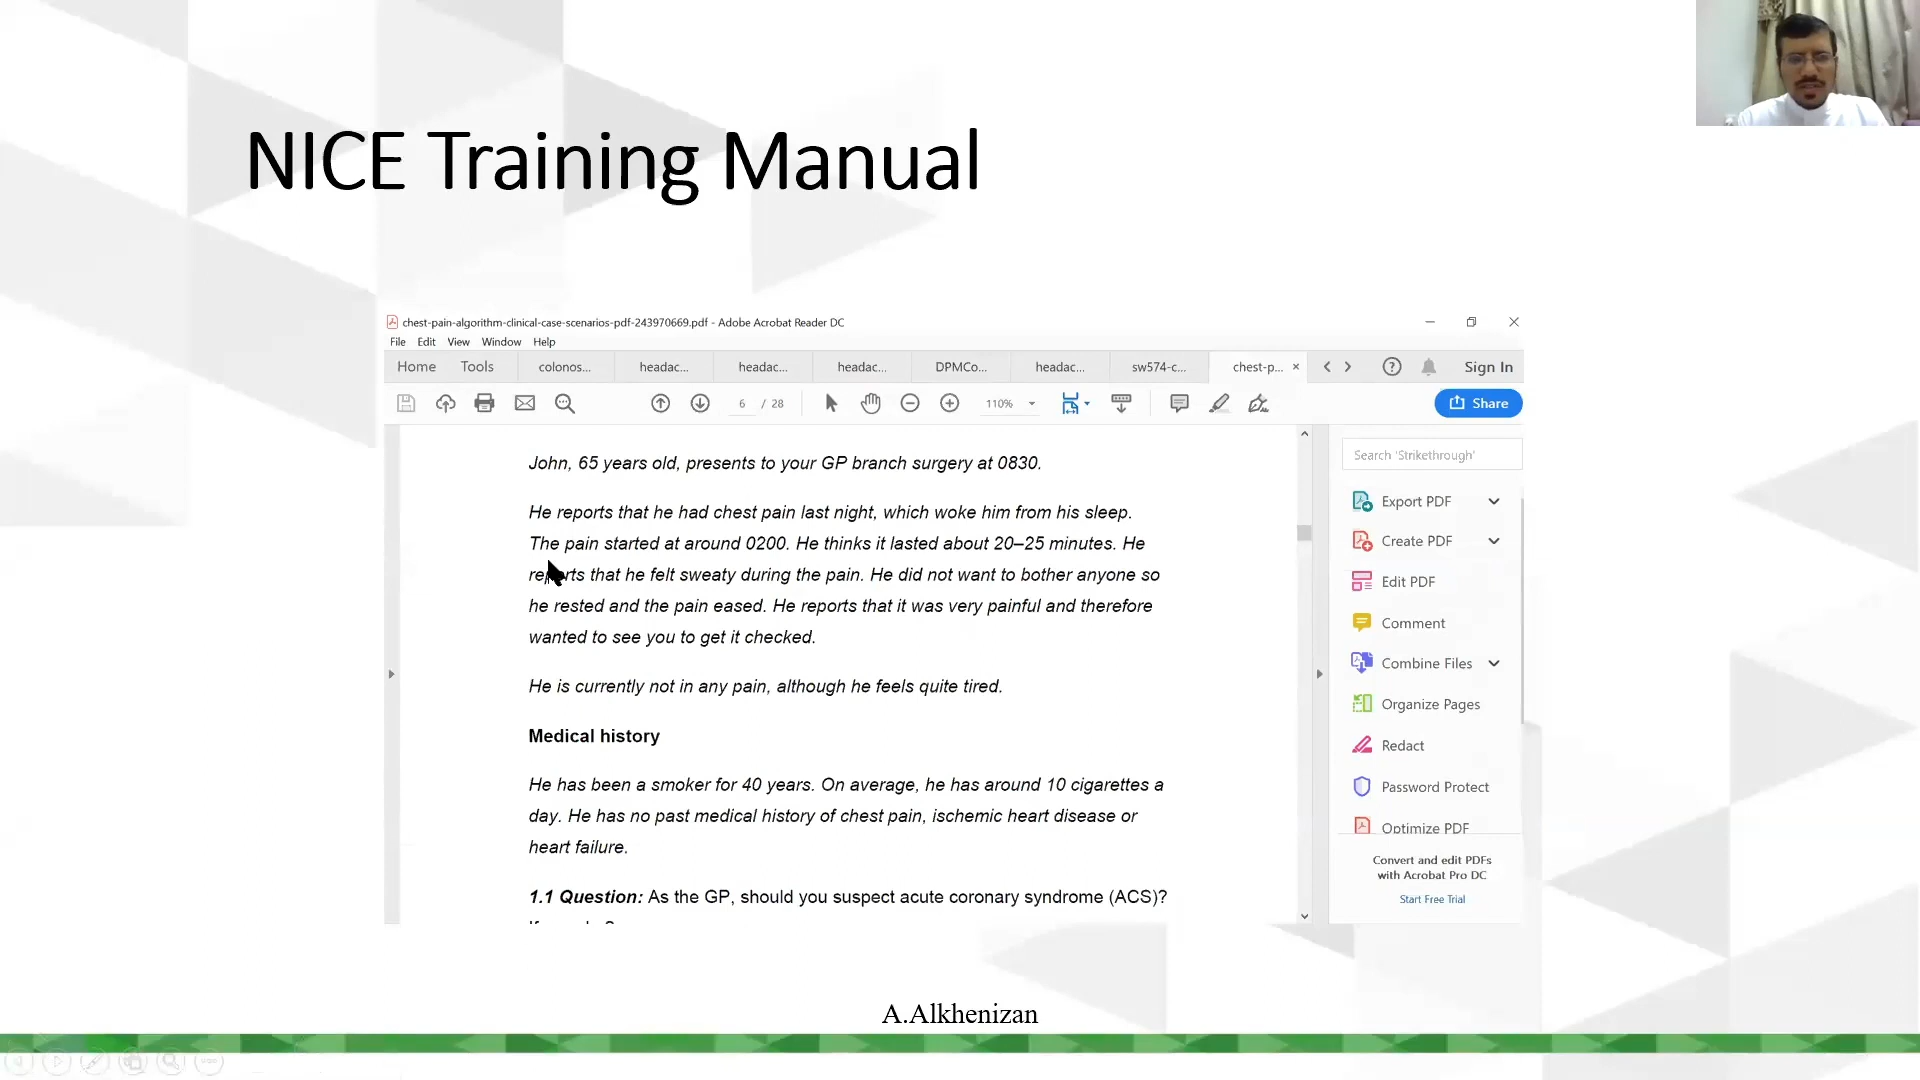 NICE Training Manual
chest-pain-algorithm-clinical-case-scenarios-pdf-243970669.pdf - Adobe Acrobat Reader DC
File Edit View Window Help
Home Tools colonos... headac... headac... headac... DPMCo... headac... sw574-c... chest-p... × Sign In
6 / 28 110% Share
John, 65 years old, presents to your GP branch surgery at 0830.
He reports that he had chest pain last night, which woke him from his sleep.
The pain started at around 0200. He thinks it lasted about 20–25 minutes. He
reports that he felt sweaty during the pain. He did not want to bother anyone so
he rested and the pain eased. He reports that it was very painful and therefore
wanted to see you to get it checked.
He is currently not in any pain, although he feels quite tired.
Medical history
He has been a smoker for 40 years. On average, he has around 10 cigarettes a
day. He has no past medical history of chest pain, ischemic heart disease or
heart failure.
1.1 Question: As the GP, should you suspect acute coronary syndrome (ACS)?
Search 'Strikethrough'
Export PDF
Create PDF
Edit PDF
Comment
Combine Files
Organize Pages
Redact
Password Protect
Optimize PDF
Convert and edit PDFs
with Acrobat Pro DC
Start Free Trial
A.Alkhenizan